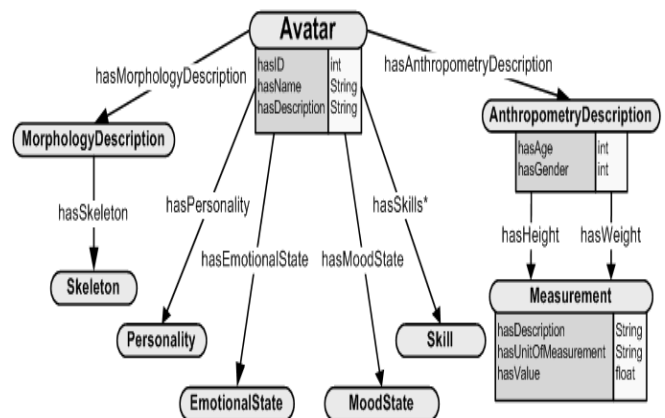 Avatar
hasID int
hasName String
hasDescription String
hasMorphologyDescription
hasAnthropometryDescription
MorphologyDescription
AnthropometryDescription
hasAge int
hasGender int
hasSkeleton
hasPersonality
hasSkills*
hasHeight
hasWeight
hasEmotionalState
hasMoodState
Skeleton
Measurement
hasDescription String
hasUnitOfMeasurement String
hasValue float
Personality
Skill
EmotionalState
MoodState